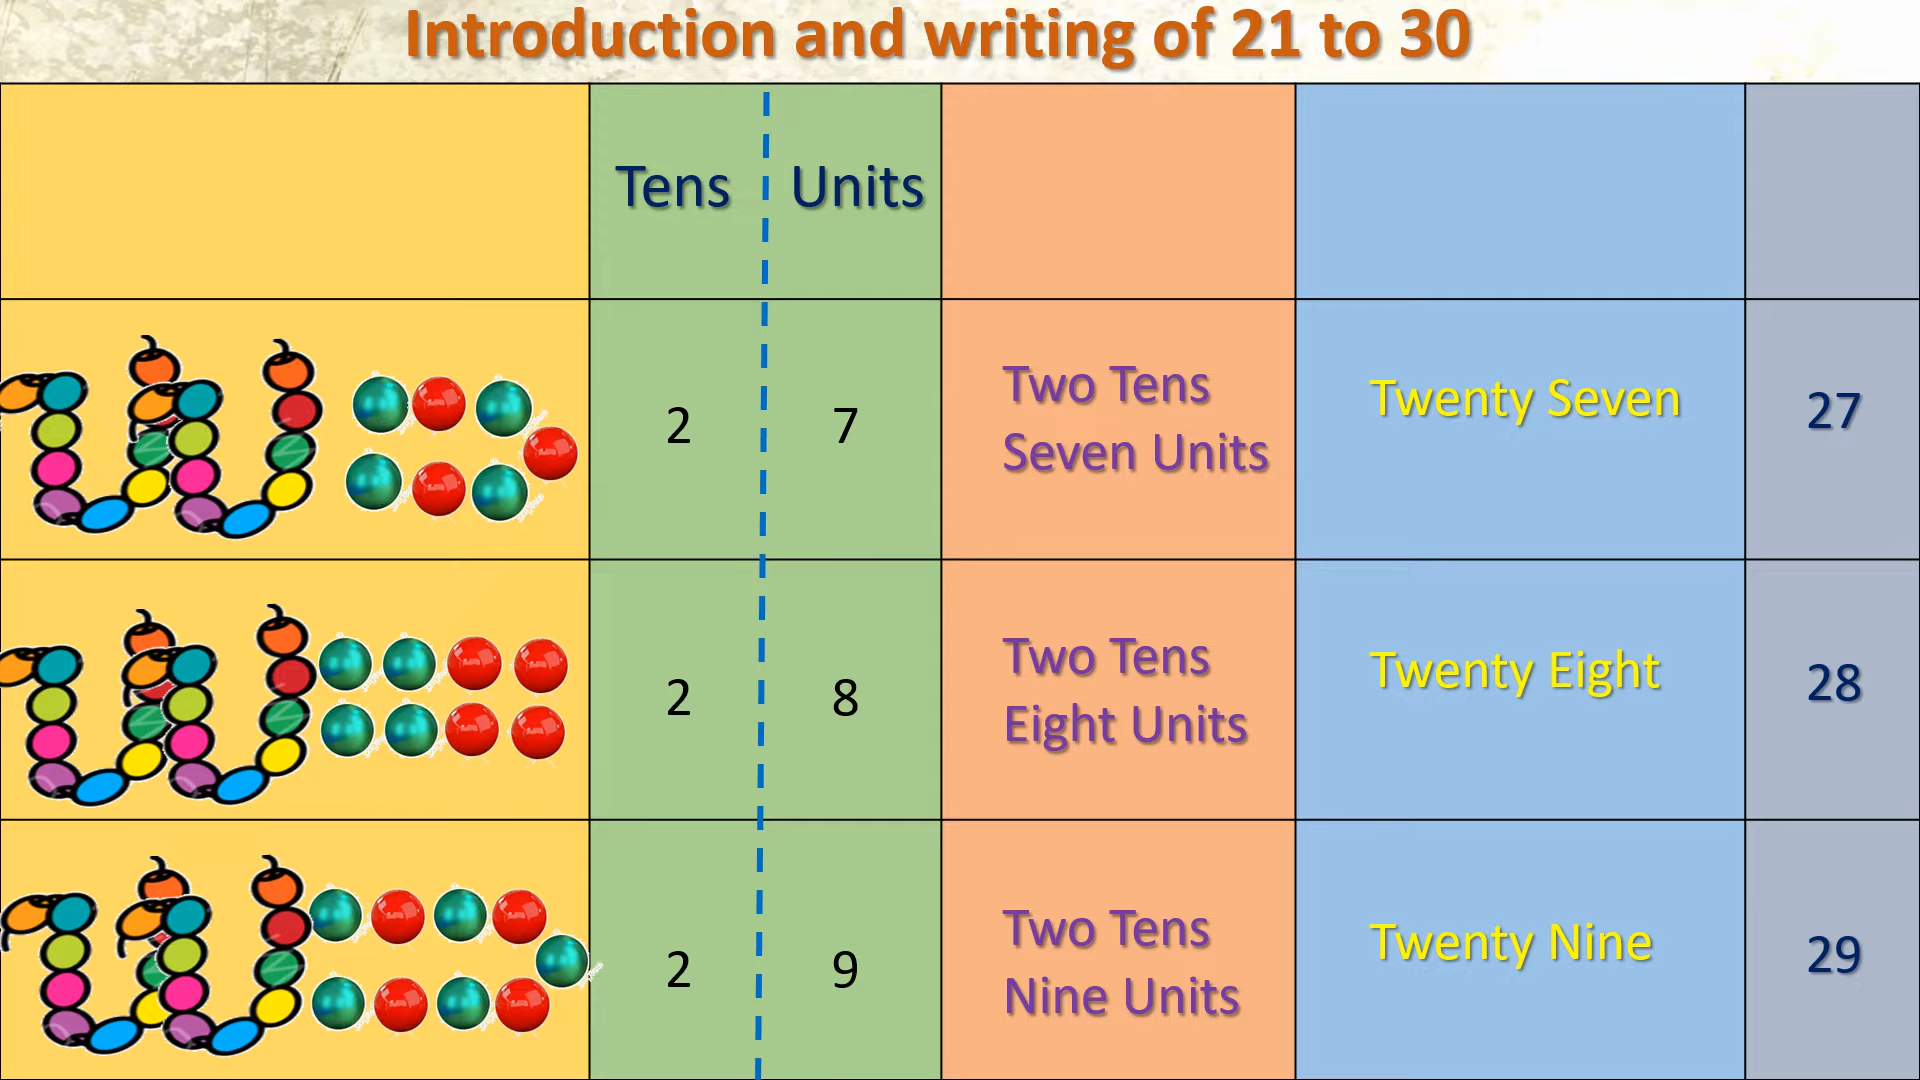 Introduction and writing of 21 to 30
Tens Units
2 7 Two Tens Seven Units Twenty Seven 27
2 8 Two Tens Eight Units Twenty Eight 28
2 9 Two Tens Nine Units Twenty Nine 29